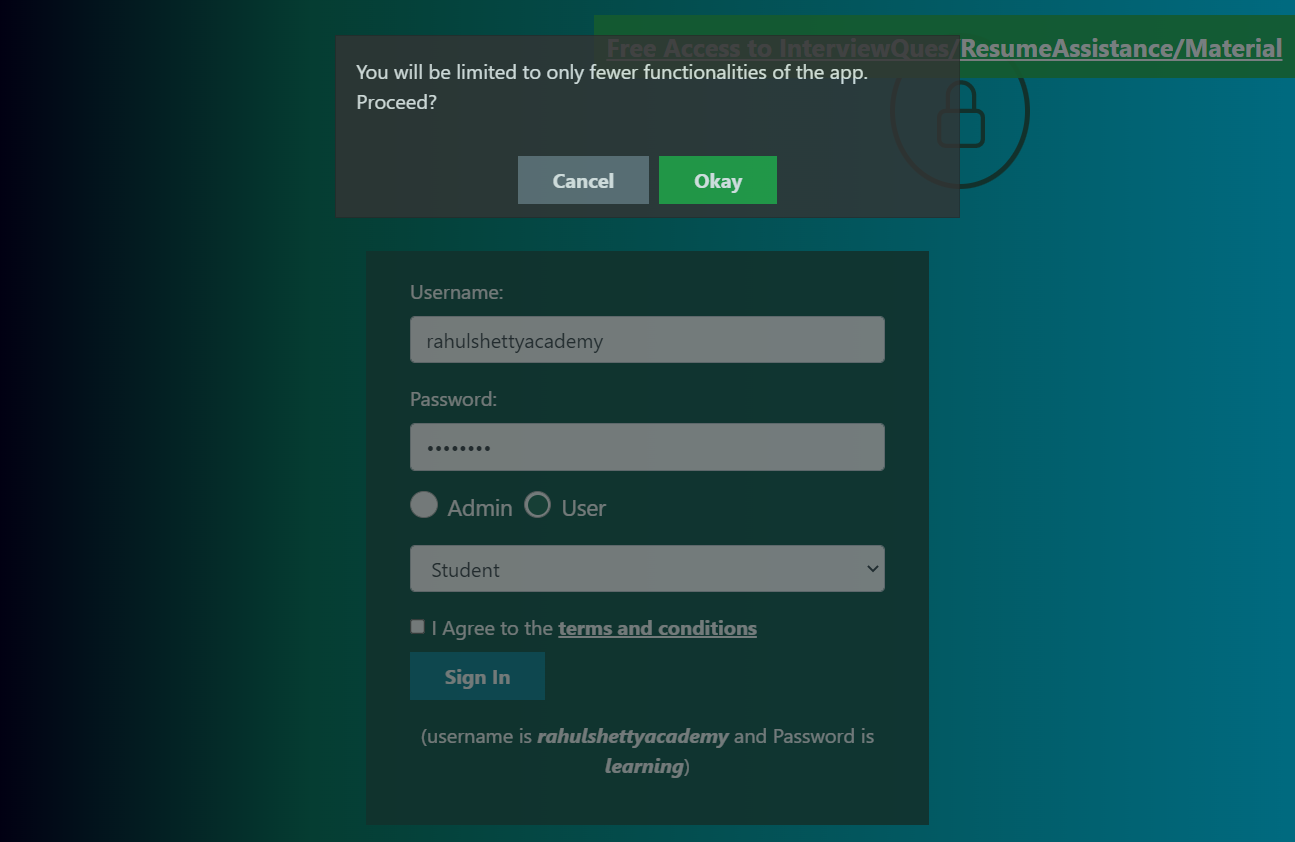 Free Access to InterviewQues/ResumeAssistance/Material
You will be limited to only fewer functionalities of the app.
Proceed?
Cancel Okay
Username:
rahulshettyacademy
Password:
••••••••
Admin User
Student
I Agree to the terms and conditions
Sign In
(username is rahulshettyacademy and Password is
learning)